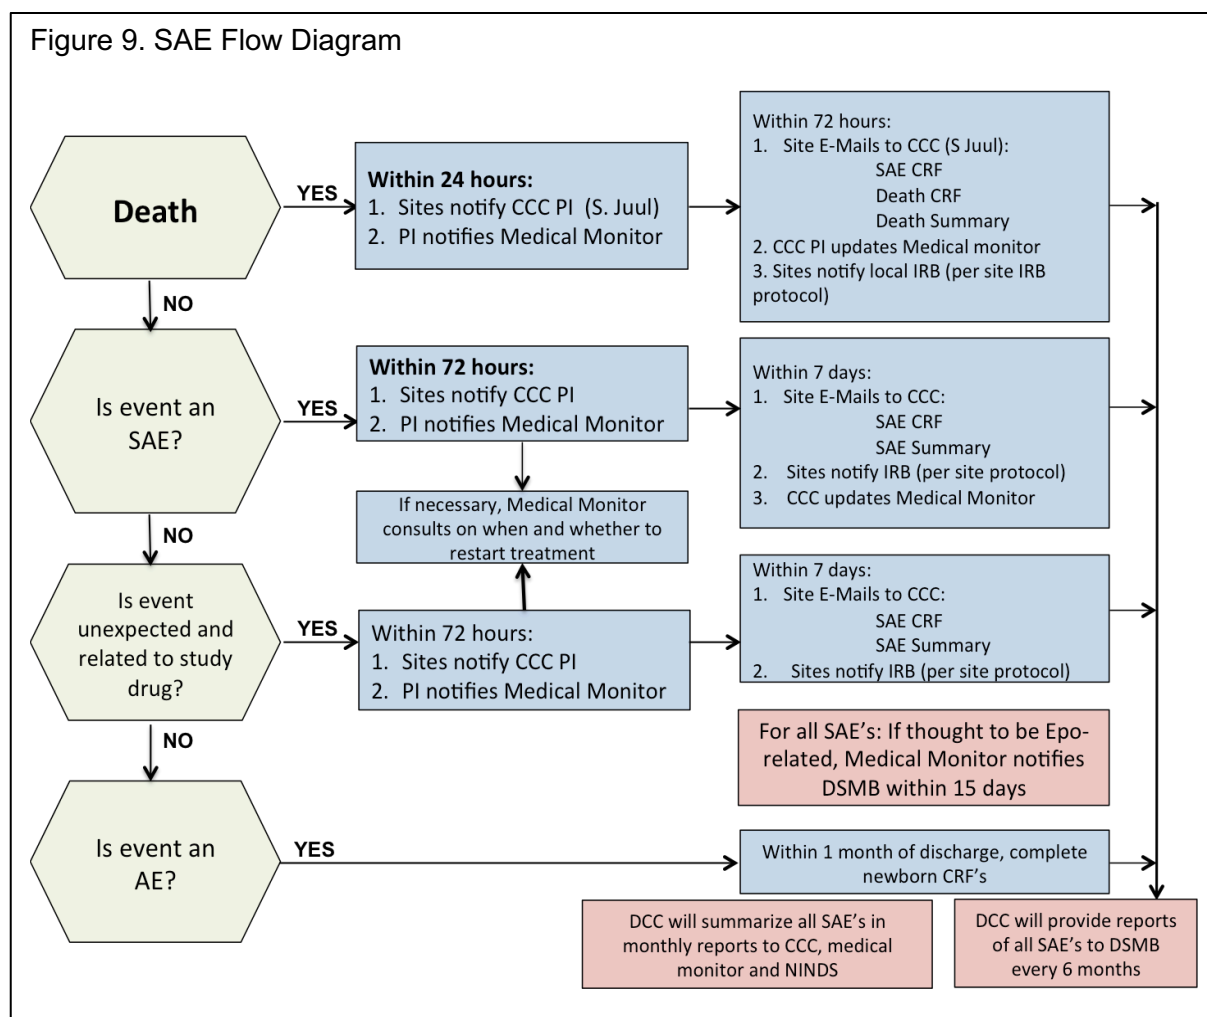 Figure 9. SAE Flow Diagram
Death
YES
Within 24 hours:
1. Sites notify CCC PI (S. Juul)
2. PI notifies Medical Monitor
Within 72 hours:
1. Site E-Mails to CCC (S Juul):
SAE CRF
Death CRF
Death Summary
2. CCC PI updates Medical monitor
3. Sites notify local IRB (per site IRB
protocol)
NO
Is event an
SAE?
YES
Within 72 hours:
1. Sites notify CCC PI
2. PI notifies Medical Monitor
Within 7 days:
1. Site E-Mails to CCC:
SAE CRF
SAE Summary
2. Sites notify IRB (per site protocol)
3. CCC updates Medical Monitor
If necessary, Medical Monitor
consults on when and whether to
restart treatment
NO
Is event
unexpected and
related to study
drug?
YES
Within 72 hours:
1. Sites notify CCC PI
2. PI notifies Medical Monitor
Within 7 days:
1. Site E-Mails to CCC:
SAE CRF
SAE Summary
2. Sites notify IRB (per site protocol)
For all SAE's: If thought to be Epo-
related, Medical Monitor notifies
DSMB within 15 days
NO
Is event an
AE?
YES
Within 1 month of discharge, complete
newborn CRF's
DCC will summarize all SAE's in
monthly reports to CCC, medical
monitor and NINDS
DCC will provide reports
of all SAE's to DSMB
every 6 months